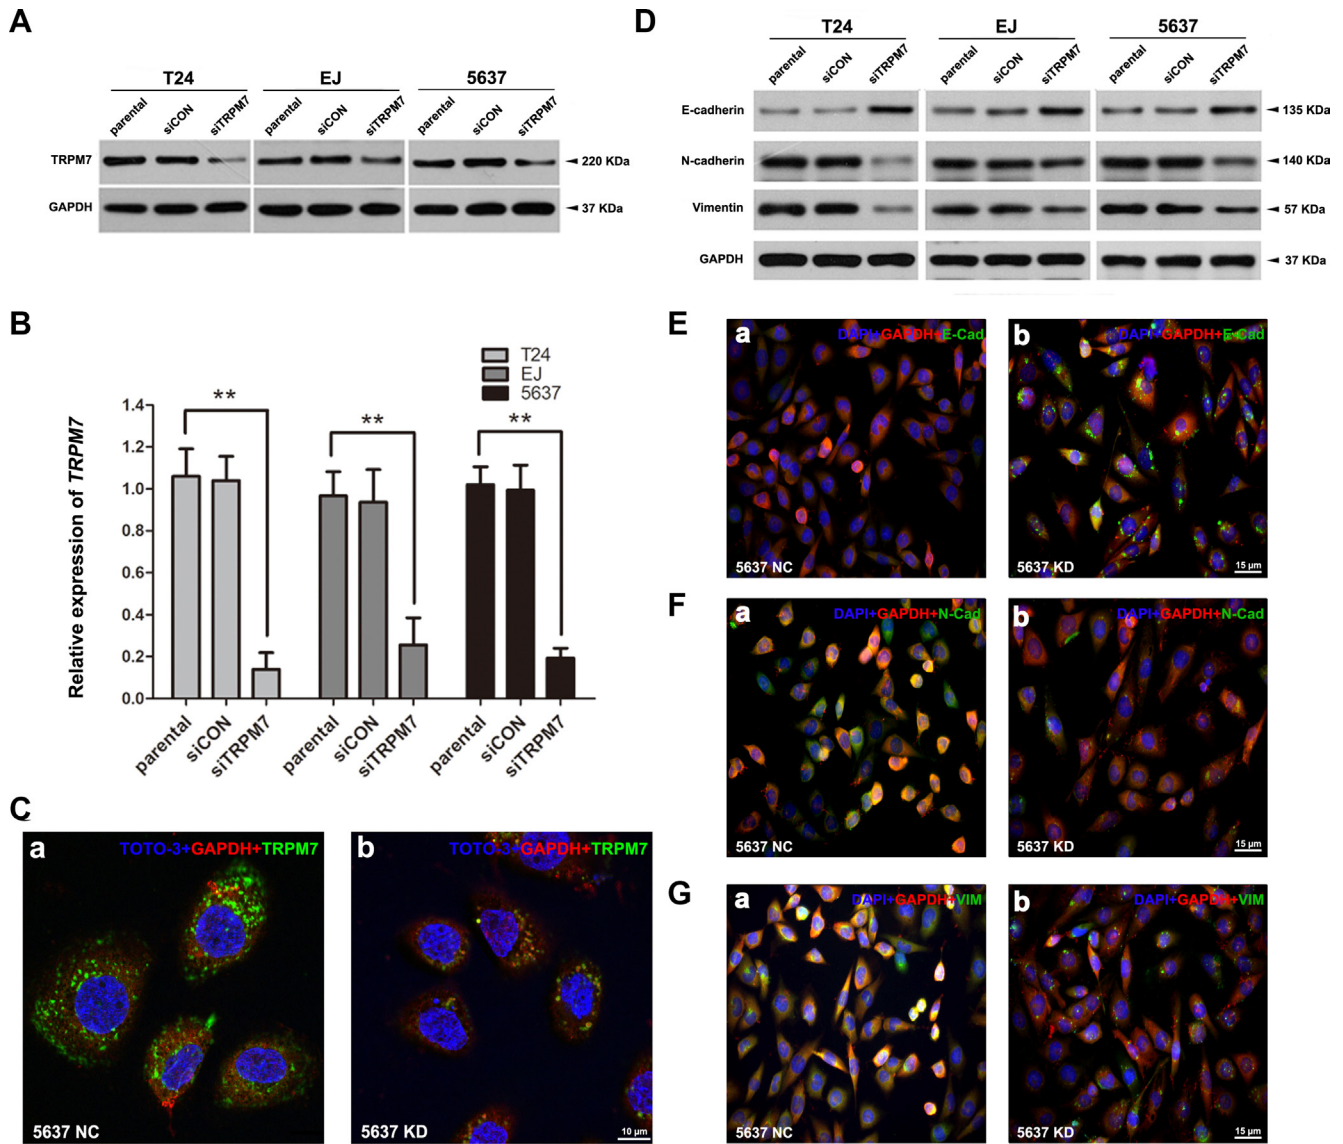 A
T24 EJ 5637
parental siCON siTRPM7 parental siCON siTRPM7 parental siCON siTRPM7
TRPM7 220 KDa
GAPDH 37 KDa
B
T24
EJ
5637
** ** **
Relative expression of TRPM7
1.4
1.2
1.0
0.8
0.6
0.4
0.2
0.0
parental siCON siTRPM7 parental siCON siTRPM7 parental siCON siTRPM7
C
a TOTO-3+GAPDH+TRPM7
5637 NC
b TOTO-3+GAPDH+TRPM7
5637 KD 10 µm
D
T24 EJ 5637
parental siCON siTRPM7 parental siCON siTRPM7 parental siCON siTRPM7
E-cadherin 135 KDa
N-cadherin 140 KDa
Vimentin 57 KDa
GAPDH 37 KDa
E
a DAPI+GAPDH+E-Cad
5637 NC
b DAPI+GAPDH+E-Cad
5637 KD 15 µm
F
a DAPI+GAPDH+N-Cad
5637 NC
b DAPI+GAPDH+N-Cad
5637 KD 15 µm
G
a DAPI+GAPDH+VIM
5637 NC
b DAPI+GAPDH+VIM
5637 KD 15 µm